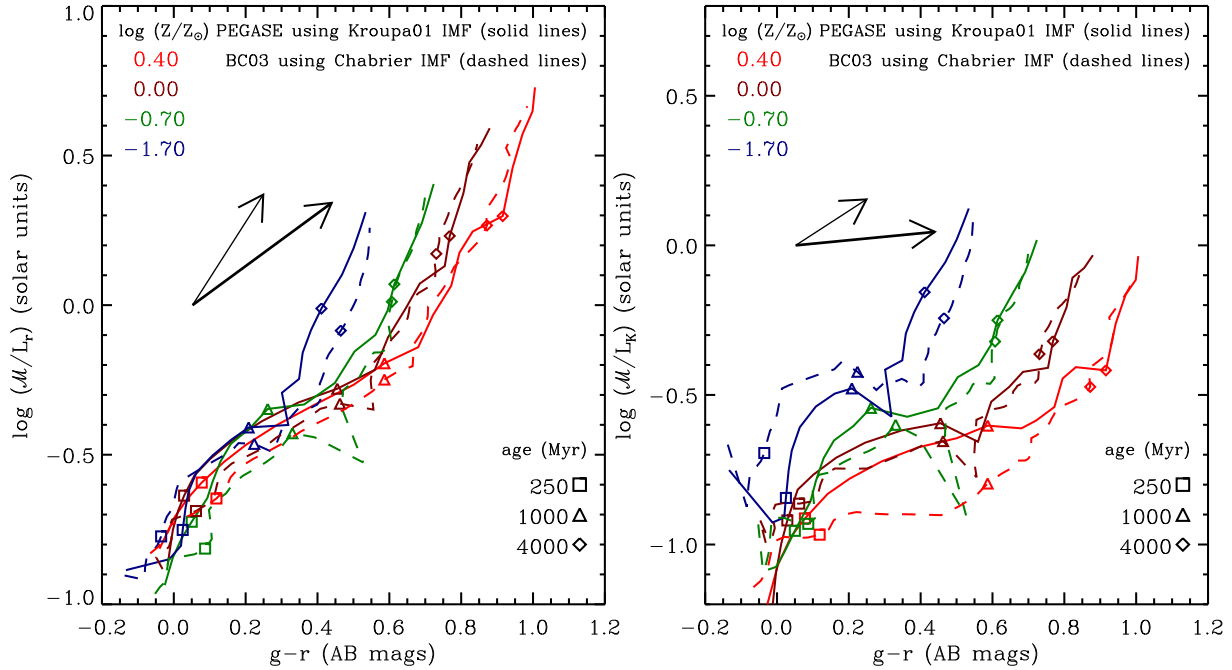 log (Z/Z⊙) PEGASE using Kroupa01 IMF (solid lines)
0.40 BC03 using Chabrier IMF (dashed lines)
0.00
−0.70
−1.70
age (Myr)
250
1000
4000
1.0
0.5
0.0
−0.5
−1.0
log (ℳ/Lr) (solar units)
−0.2 0.0 0.2 0.4 0.6 0.8 1.0 1.2
g−r (AB mags)
log (Z/Z⊙) PEGASE using Kroupa01 IMF (solid lines)
0.40 BC03 using Chabrier IMF (dashed lines)
0.00
−0.70
−1.70
age (Myr)
250
1000
4000
0.5
0.0
−0.5
−1.0
log (ℳ/LK) (solar units)
−0.2 0.0 0.2 0.4 0.6 0.8 1.0 1.2
g−r (AB mags)